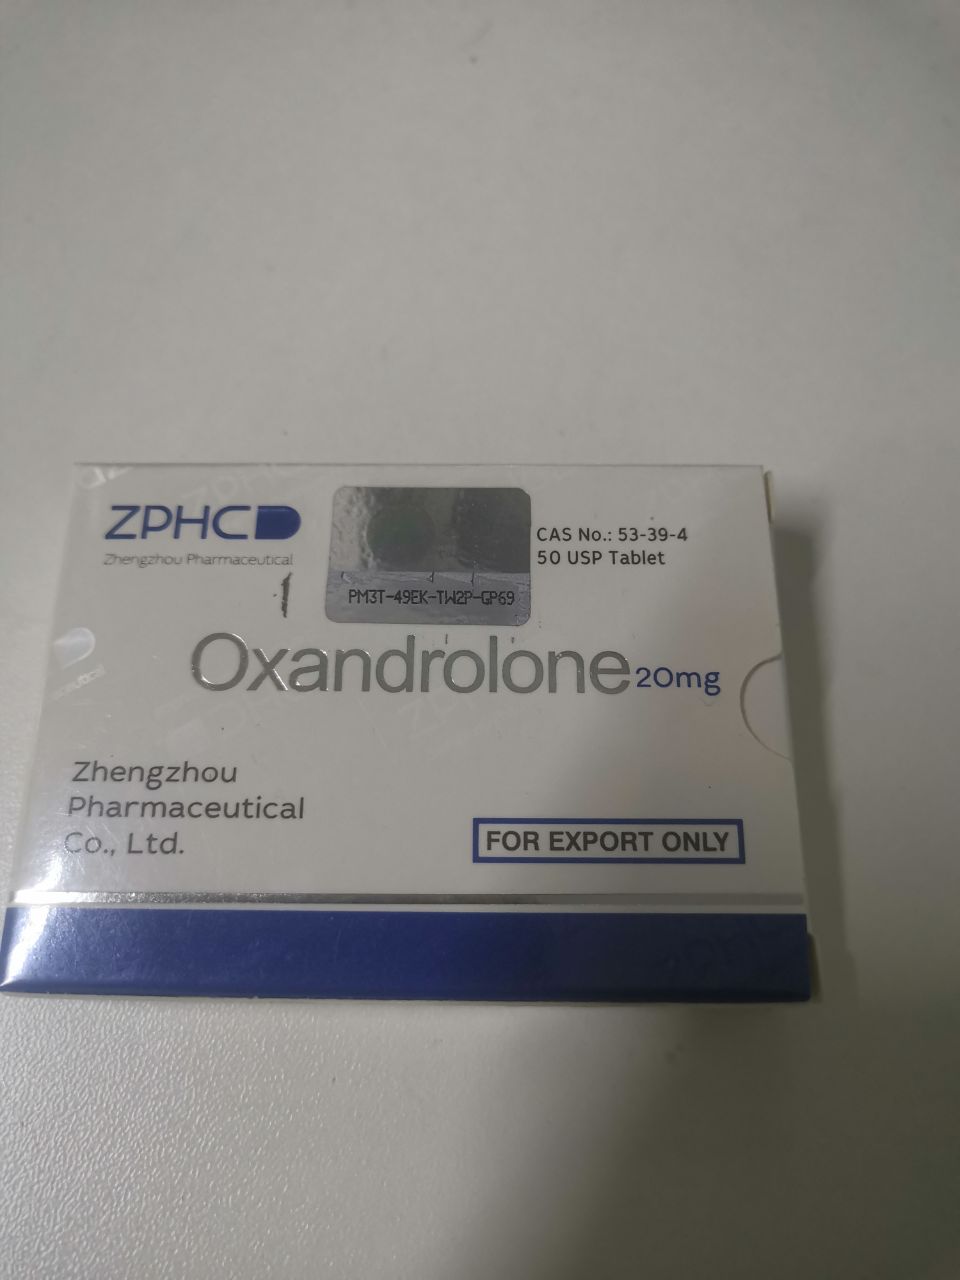 ZPHC
Zhengzhou Pharmaceutical
CAS No.: 53-39-4
50 USP Tablet
PM3T-49EK-TW2P-GP69
Oxandrolone 20mg
Zhengzhou
Pharmaceutical
Co., Ltd.
FOR EXPORT ONLY